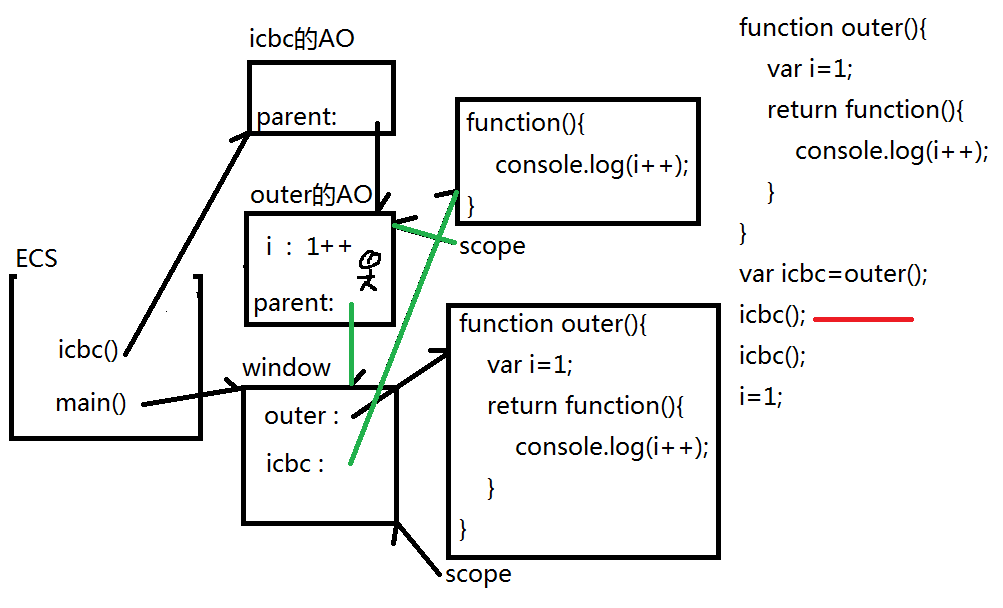 icbc的AO
parent:
outer的AO
i : 1++
parent:
ECS
icbc()
main()
window
outer :
icbc :
function(){
console.log(i++);
}
scope
function outer(){
var i=1;
return function(){
console.log(i++);
}
}
scope
function outer(){
var i=1;
return function(){
console.log(i++);
}
}
var icbc=outer();
icbc();
icbc();
i=1;